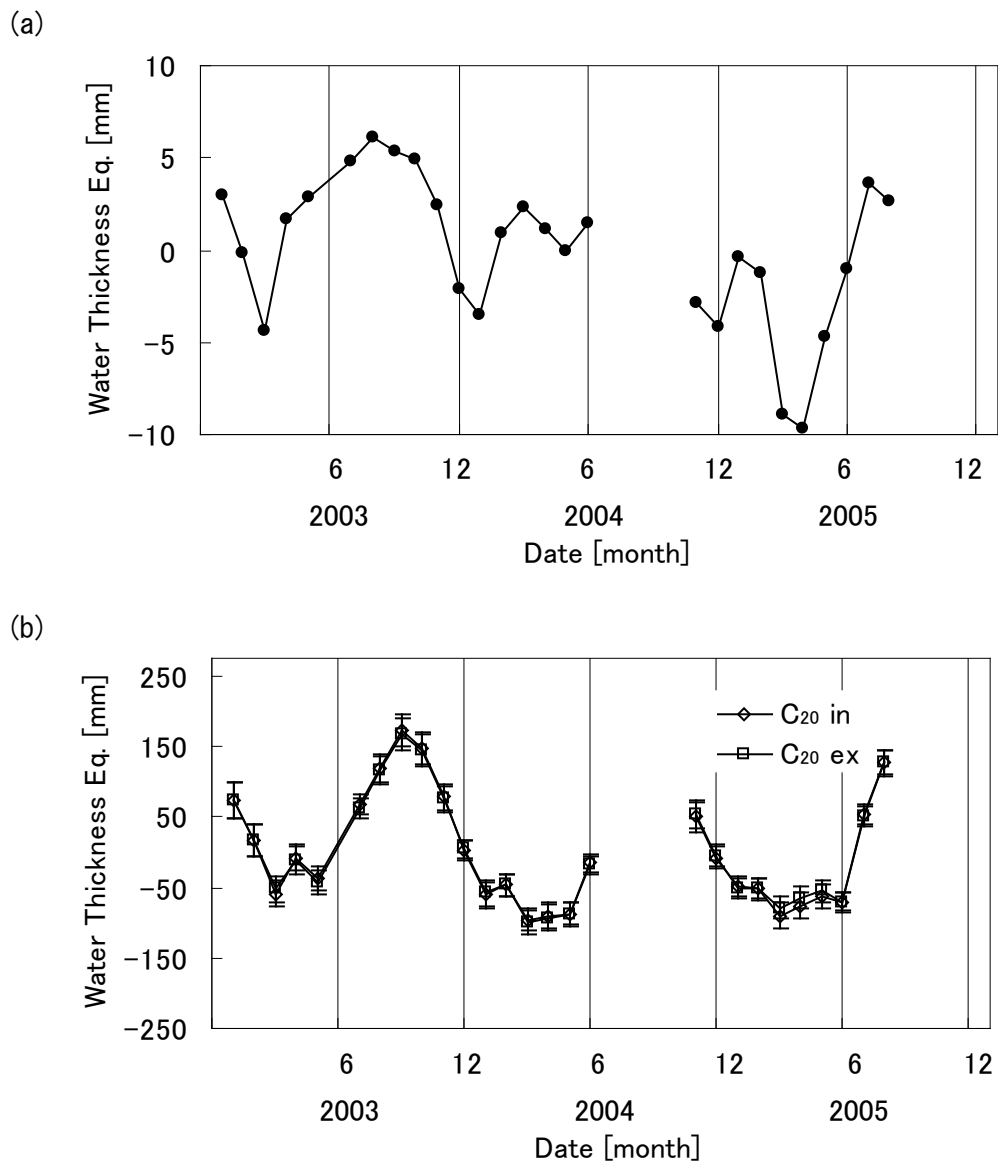 (a)
Water Thickness Eq. [mm]
10
5
0
−5
−10
6 12 6 12 6 12
2003 2004 2005
Date [month]
(b)
Water Thickness Eq. [mm]
250
150
50
−50
−150
−250
C₂₀ in
C₂₀ ex
6 12 6 12 6 12
2003 2004 2005
Date [month]